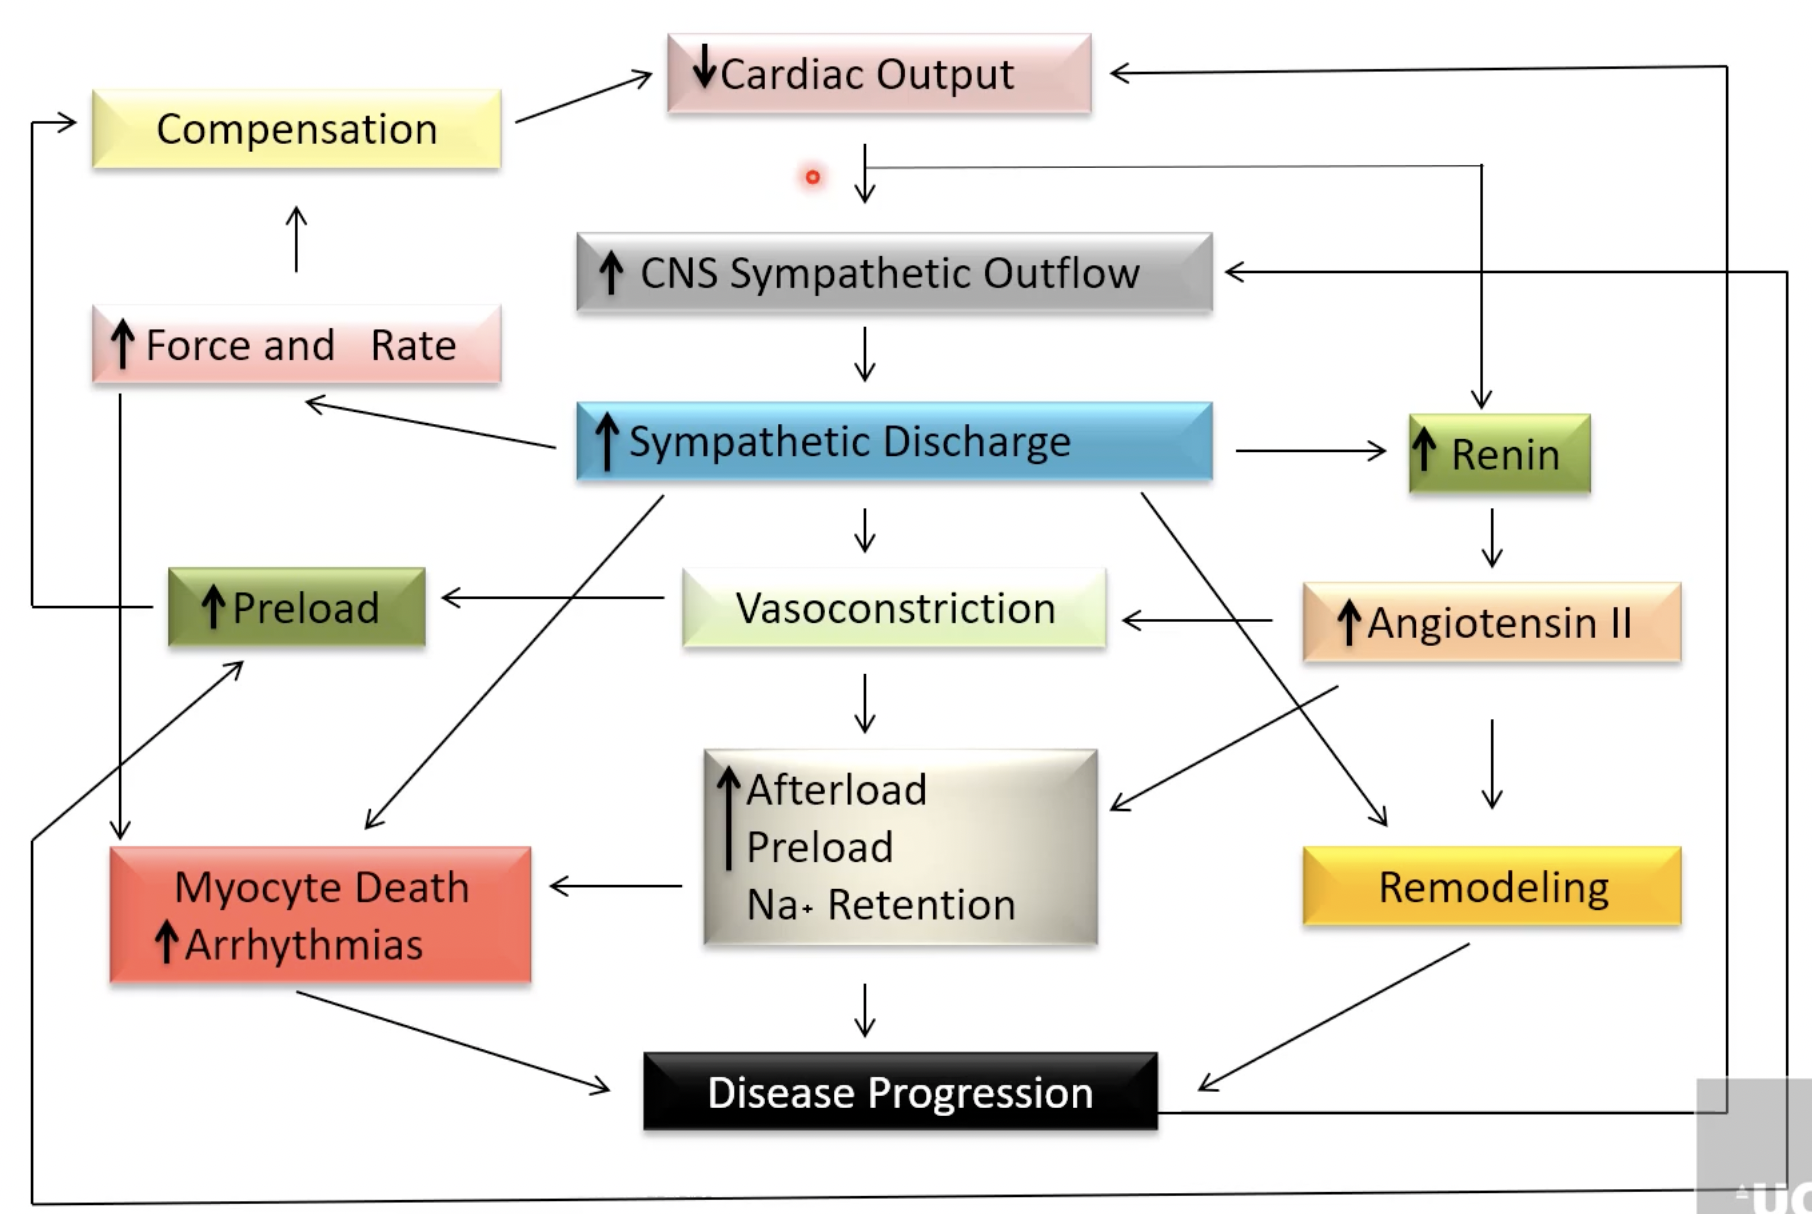 Cardiac Output
Compensation
CNS Sympathetic Outflow
Force and Rate
Sympathetic Discharge
Renin
Preload
Vasoconstriction
Angiotensin II
Afterload
Preload
Na+ Retention
Myocyte Death
Arrhythmias
Remodeling
Disease Progression